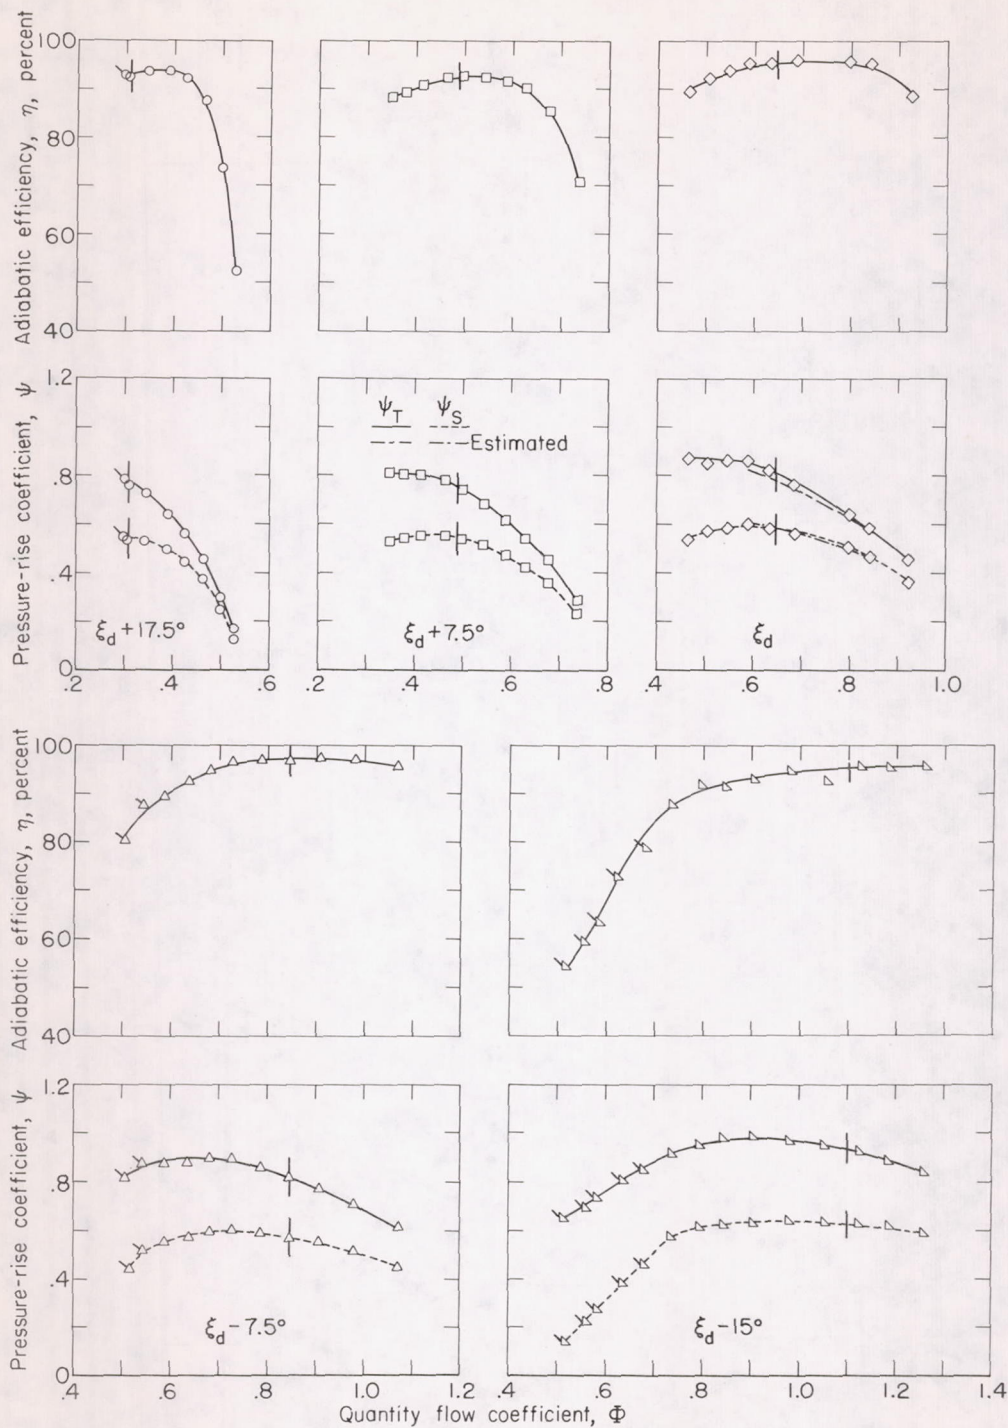 Adiabatic efficiency, η, percent
100
80
60
40
Pressure-rise coefficient, ψ
1.2
.8
.4
0
ψT ψS
Estimated
ξd+17.5°
ξd+7.5°
ξd
.2 .4 .6 .2 .4 .6 .8 .4 .6 .8 1.0
Adiabatic efficiency, η, percent
100
80
60
40
Pressure-rise coefficient, ψ
1.2
.8
.4
0
ξd-7.5°
ξd-15°
.4 .6 .8 1.0 1.2 .4 .6 .8 1.0 1.2 1.4
Quantity flow coefficient, Φ